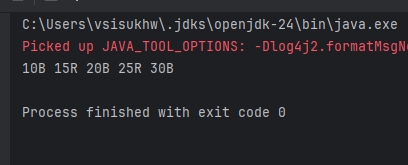 C:\Users\vsisukhw\.jdks\openjdk-24\bin\java.exe
Picked up JAVA_TOOL_OPTIONS: -Dlog4j2.formatMsgN
10B 15R 20B 25R 30B
Process finished with exit code 0